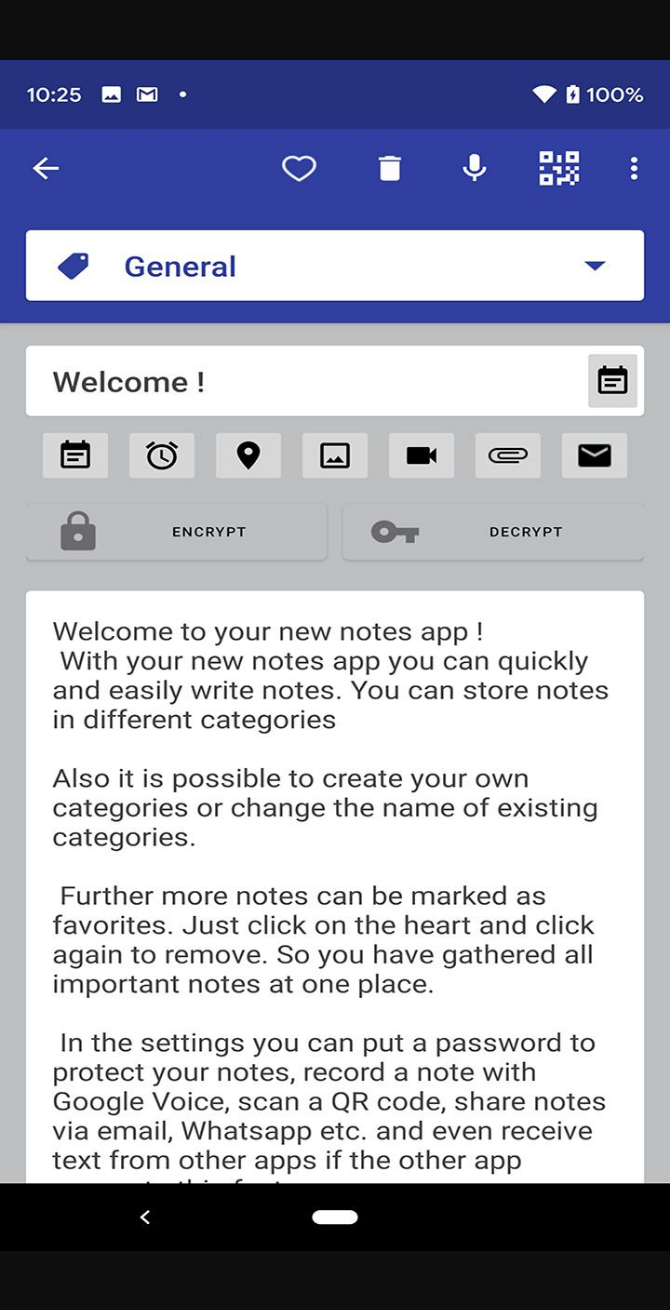 10:25
100%
General
Welcome !
ENCRYPT
DECRYPT
Welcome to your new notes app !
With your new notes app you can quickly
and easily write notes. You can store notes
in different categories
Also it is possible to create your own
categories or change the name of existing
categories.
Further more notes can be marked as
favorites. Just click on the heart and click
again to remove. So you have gathered all
important notes at one place.
In the settings you can put a password to
protect your notes, record a note with
Google Voice, scan a QR code, share notes
via email, Whatsapp etc. and even receive
text from other apps if the other app